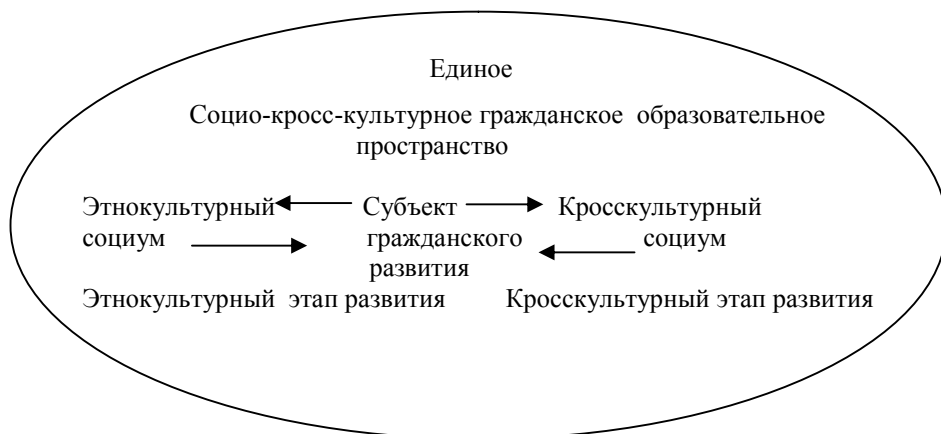 Единое
Социо-кросс-культурное гражданское образовательное
пространство
Этнокультурный Субъект Кросскультурный
социум гражданского социум
развития
Этнокультурный этап развития Кросскультурный этап развития